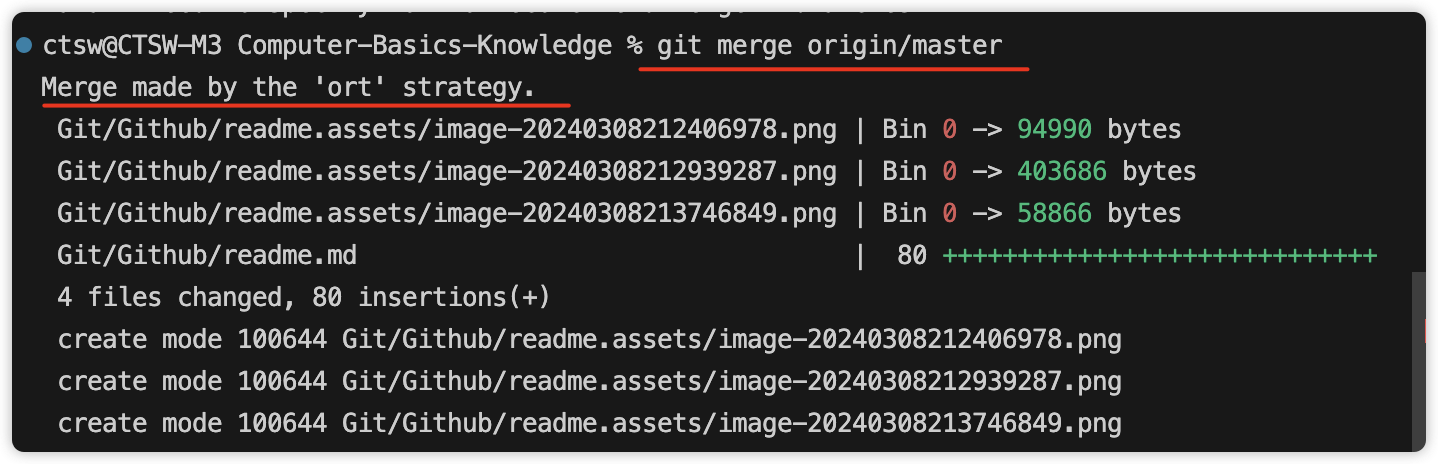 ctsw@CTSW-M3 Computer-Basics-Knowledge % git merge origin/master
Merge made by the 'ort' strategy.
Git/Github/readme.assets/image-20240308212406978.png | Bin 0 -> 94990 bytes
Git/Github/readme.assets/image-20240308212939287.png | Bin 0 -> 403686 bytes
Git/Github/readme.assets/image-20240308213746849.png | Bin 0 -> 58866 bytes
Git/Github/readme.md | 80 +++++++++++++++++++++++++++++
4 files changed, 80 insertions(+)
create mode 100644 Git/Github/readme.assets/image-20240308212406978.png
create mode 100644 Git/Github/readme.assets/image-20240308212939287.png
create mode 100644 Git/Github/readme.assets/image-20240308213746849.png